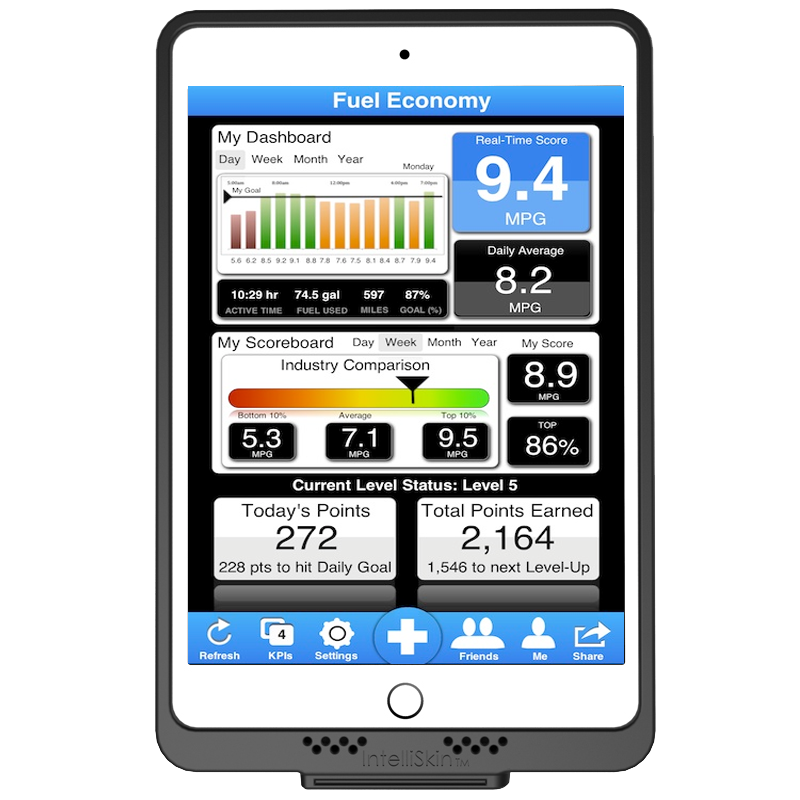 Fuel Economy
My Dashboard
Day Week Month Year
Monday
5:00am 8:00am 12:00pm 4:00pm 7:00pm
My Goal
5.6 6.2 8.5 9.2 9.1 8.8 7.8 7.6 7.5 8.1 8.4 8.7 7.9 9.4
10:29 hr 74.5 gal 597 87%
ACTIVE TIME FUEL USED MILES GOAL (%)
Real-Time Score
9.4
MPG
Daily Average
8.2
MPG
My Scoreboard Day Week Month Year
Industry Comparison
Bottom 10% Average Top 10%
5.3 7.1 9.5
MPG MPG MPG
My Score
8.9
MPG
TOP
86%
Current Level Status: Level 5
Today's Points
272
228 pts to hit Daily Goal
Total Points Earned
2,164
1,546 to next Level-Up
4
Refresh KPIs Settings Friends Me Share
IntelliSkin™